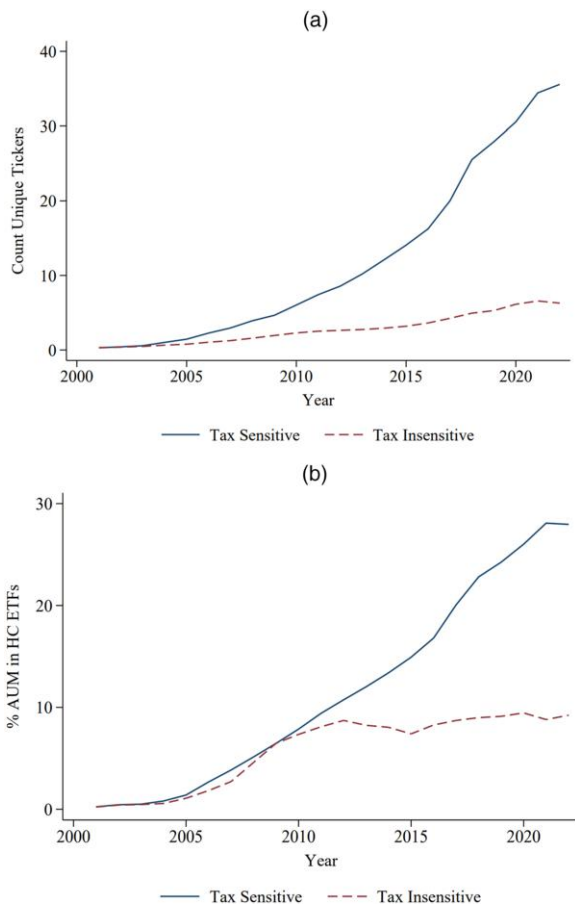 (a)
40
30
20
10
0
Count Unique Tickers
2000 2005 2010 2015 2020
Year
Tax Sensitive Tax Insensitive
(b)
30
20
10
0
% AUM in HC ETFs
2000 2005 2010 2015 2020
Year
Tax Sensitive Tax Insensitive